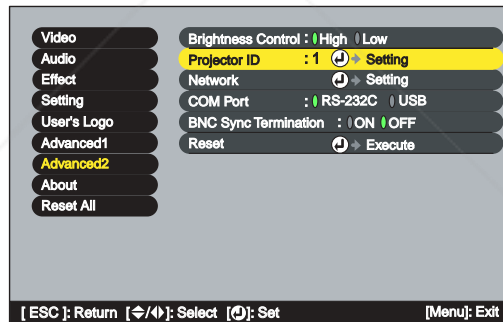 Video
Audio
Effect
Setting
User's Logo
Advanced1
Advanced2
About
Reset All
Brightness Control : High Low
Projector ID : 1 Setting
Network Setting
COM Port : RS-232C USB
BNC Sync Termination : ON OFF
Reset Execute
[ ESC ]: Return [ / ]: Select [ ]: Set [Menu]: Exit